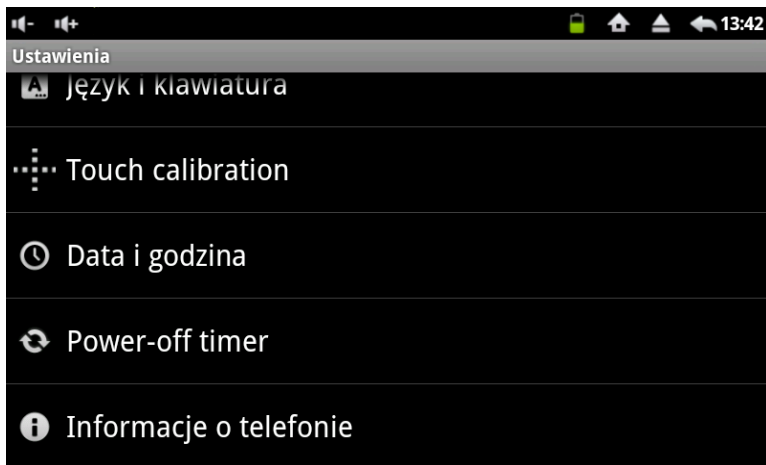 13:42
Ustawienia
Język i klawiatura
Touch calibration
Data i godzina
Power-off timer
Informacje o telefonie